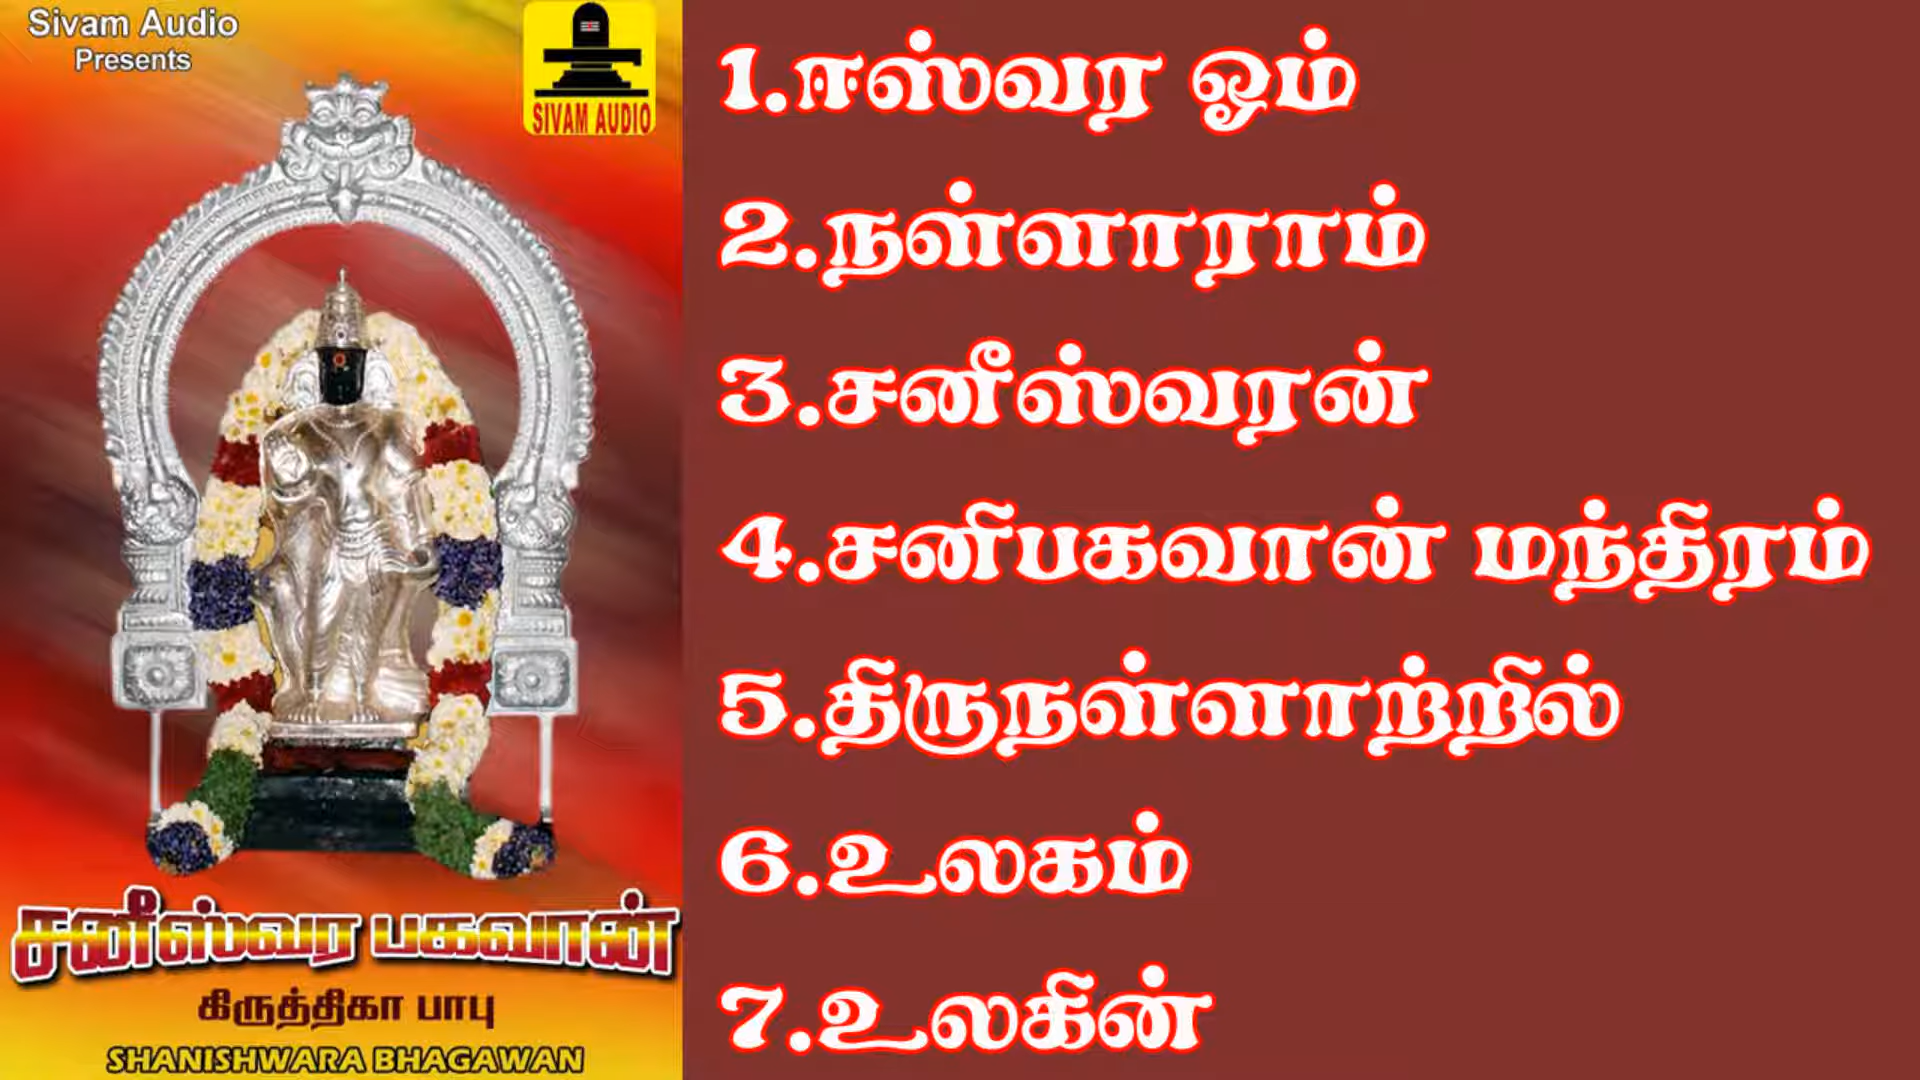 Sivam Audio
Presents
SIVAM AUDIO
சனீஸ்வர பகவான்
கிருத்திகா பாபு
SHANISHWARA BHAGAWAN
1.ஈஸ்வர ஓம்
2.நள்ளாராம்
3.சனீஸ்வரன்
4.சனிபகவான் மந்திரம்
5.திருநள்ளாற்றில்
6.உலகம்
7.உலகின்